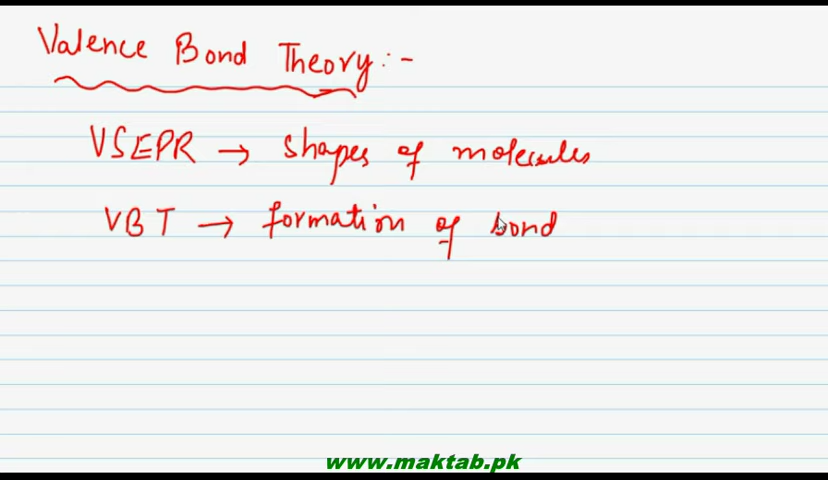 Valence Bond Theory :-
VSEPR → shapes of molecules
VBT → formation of bond
www.maktab.pk